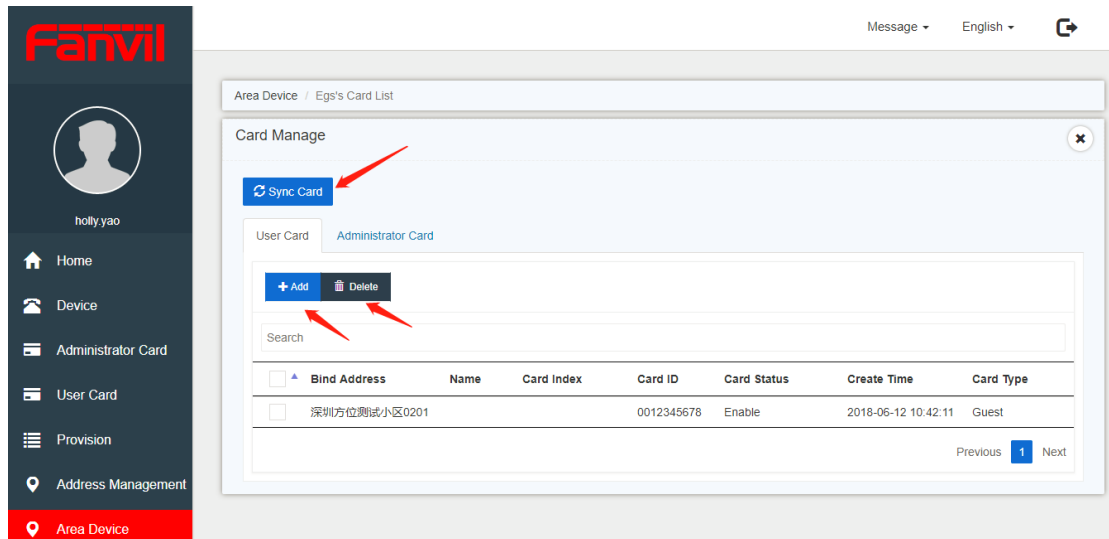 Fanvil
Message English
Area Device / Egs's Card List
Card Manage
Sync Card
holly.yao
User Card Administrator Card
Home
Add Delete
Device
Search
Administrator Card
Bind Address Name Card Index Card ID Card Status Create Time Card Type
User Card
深圳方位测试小区0201 0012345678 Enable 2018-06-12 10:42:11 Guest
Provision
Previous 1 Next
Address Management
Area Device